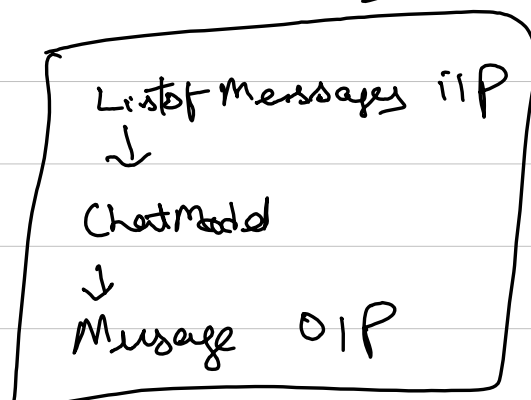 List of Messages i/P
↓
ChatModel
↓
Message O/P